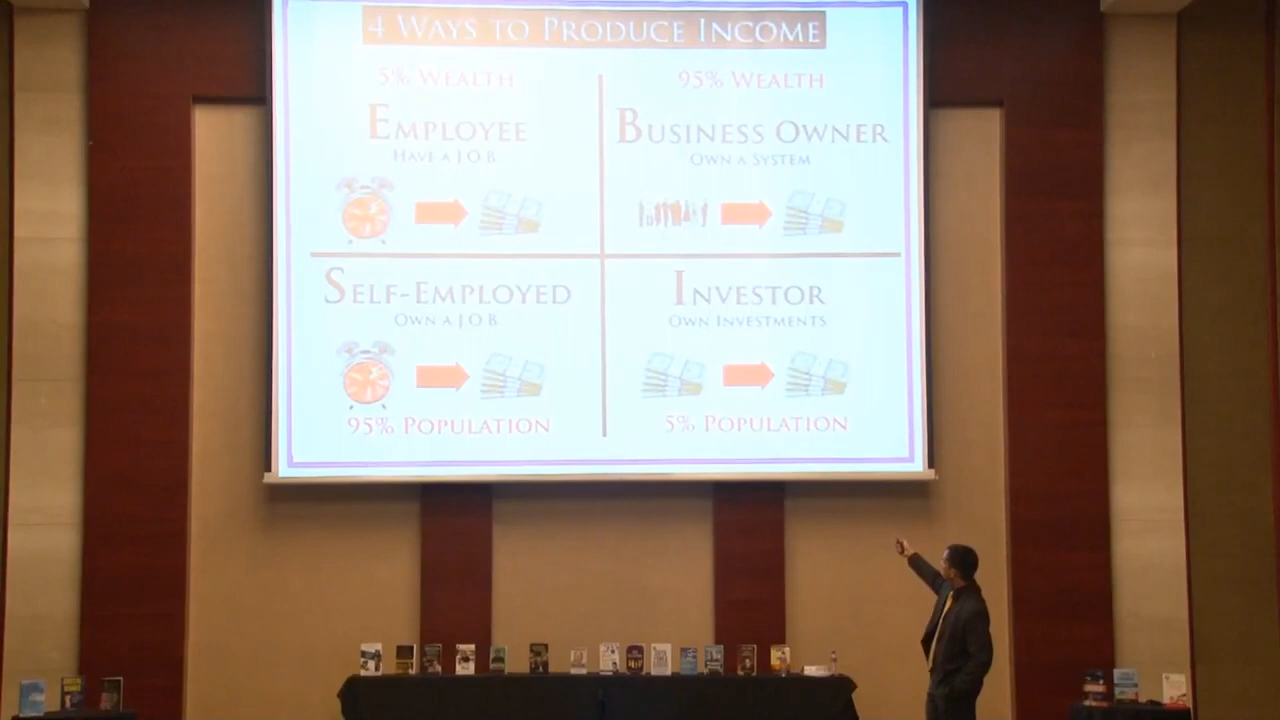 4 Ways to Produce Income
5% Wealth
Employee
Have a J O B
95% Wealth
Business Owner
Own a System
Self-Employed
Own a J O B
95% Population
Investor
Own Investments
5% Population